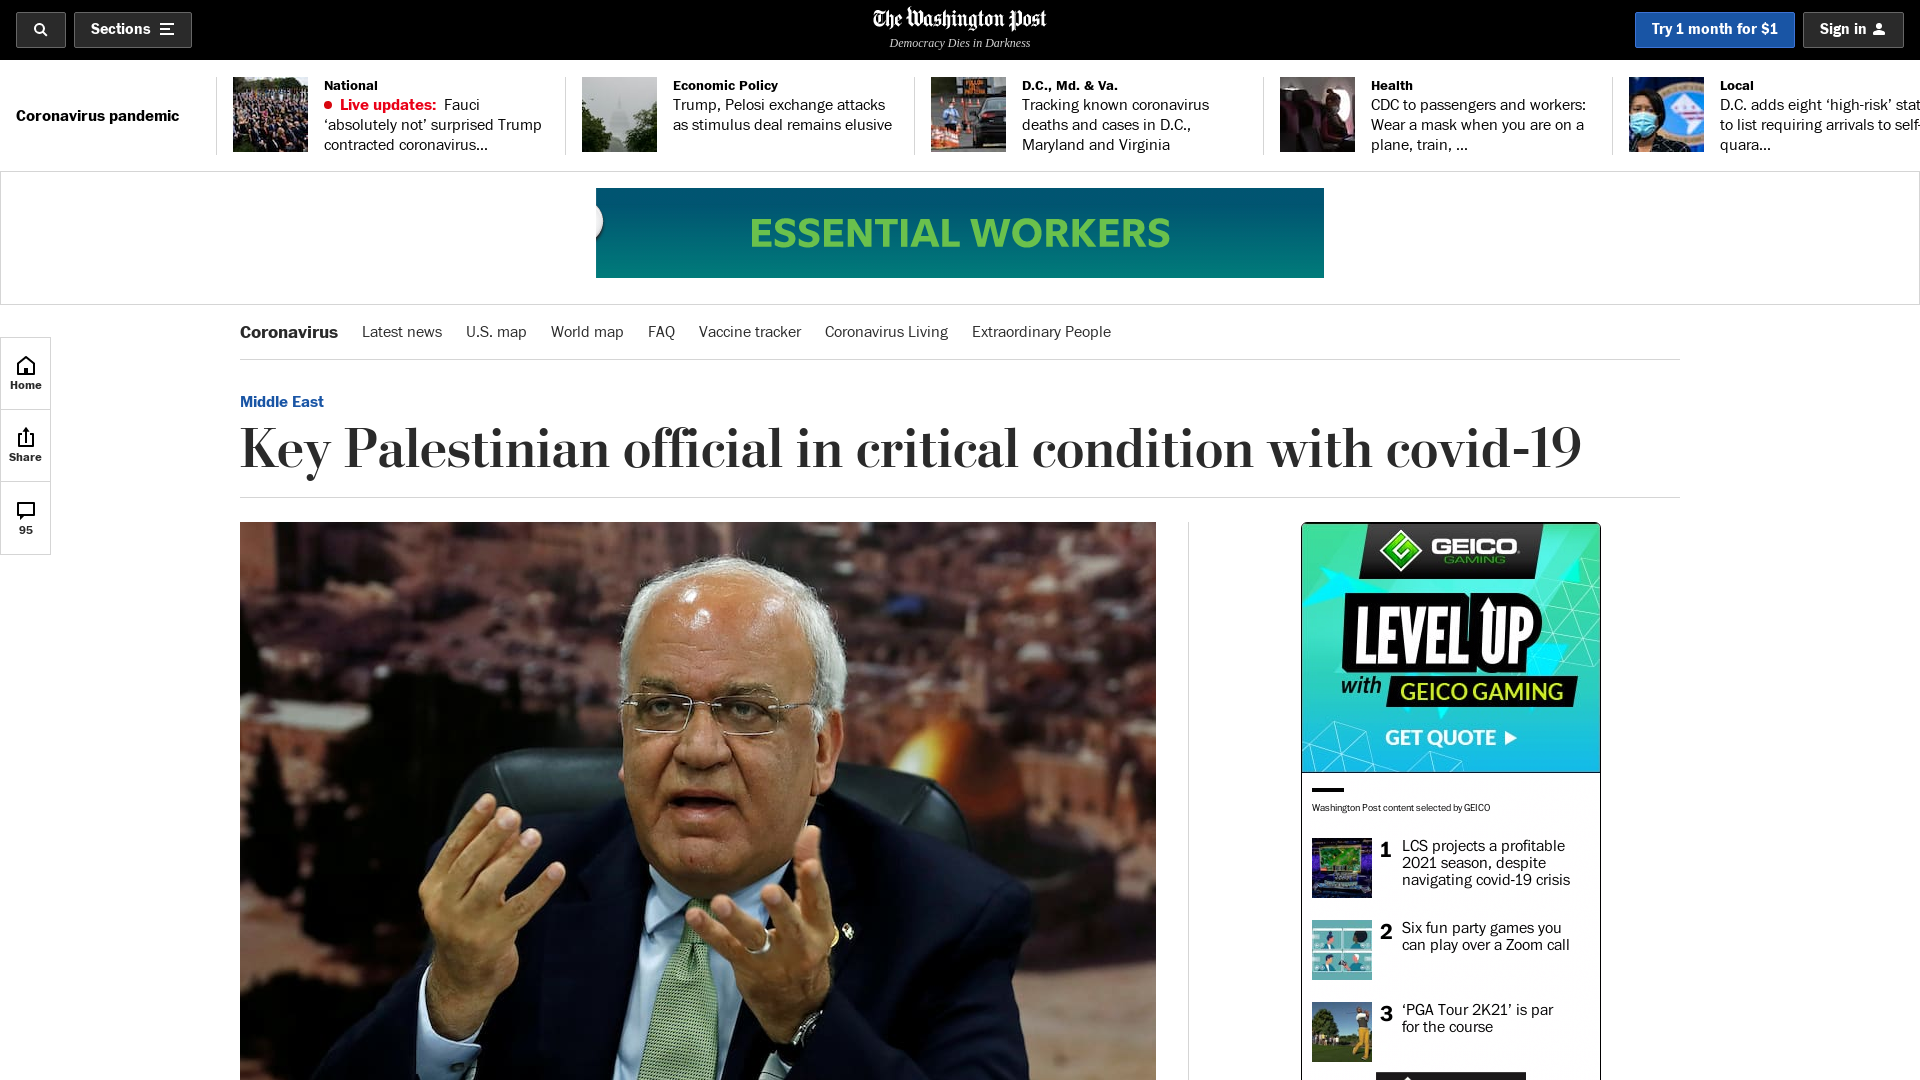 Sections
The Washington Post
Democracy Dies in Darkness
Try 1 month for $1
Sign in
Coronavirus pandemic
National
Live updates: Fauci
‘absolutely not’ surprised Trump
contracted coronavirus...
Economic Policy
Trump, Pelosi exchange attacks
as stimulus deal remains elusive
D.C., Md. & Va.
Tracking known coronavirus
deaths and cases in D.C.,
Maryland and Virginia
Health
CDC to passengers and workers:
Wear a mask when you are on a
plane, train, ...
Local
D.C. adds eight ‘high-risk’ stat
to list requiring arrivals to self-
quara...
ESSENTIAL WORKERS
Coronavirus
Latest news
U.S. map
World map
FAQ
Vaccine tracker
Coronavirus Living
Extraordinary People
Home
Share
95
Middle East
Key Palestinian official in critical condition with covid-19
GEICO
GAMING
LEVEL UP
with GEICO GAMING
GET QUOTE
Washington Post content selected by GEICO
1 LCS projects a profitable
2021 season, despite
navigating covid-19 crisis
2 Six fun party games you
can play over a Zoom call
3 ‘PGA Tour 2K21’ is par
for the course